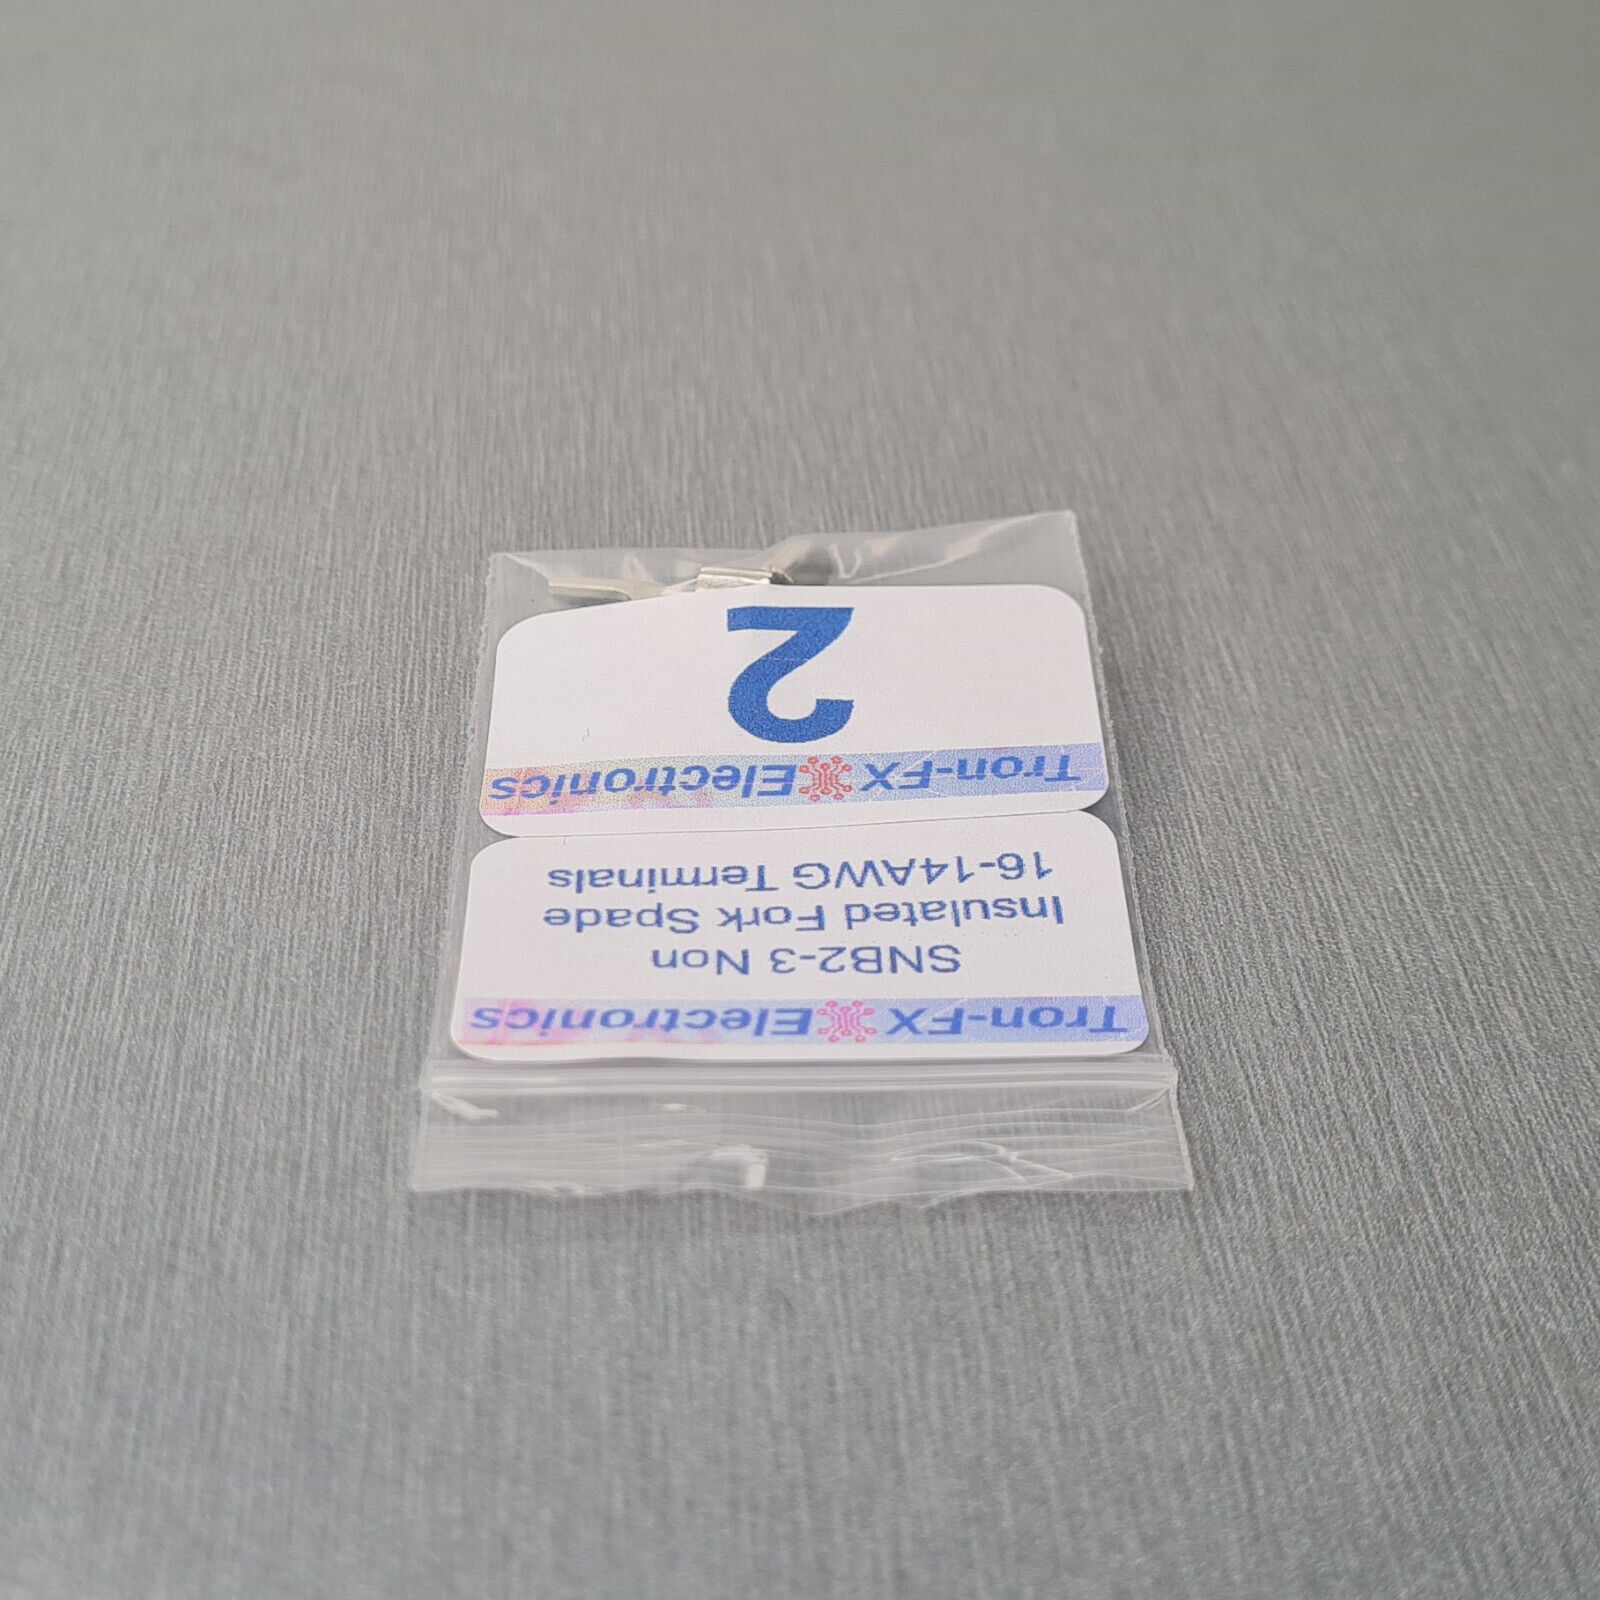 Tron-FX Electronics
SNB2-3 Non
Insulated Fork Spade
16-14AWG Terminals
Tron-FX Electronics
2